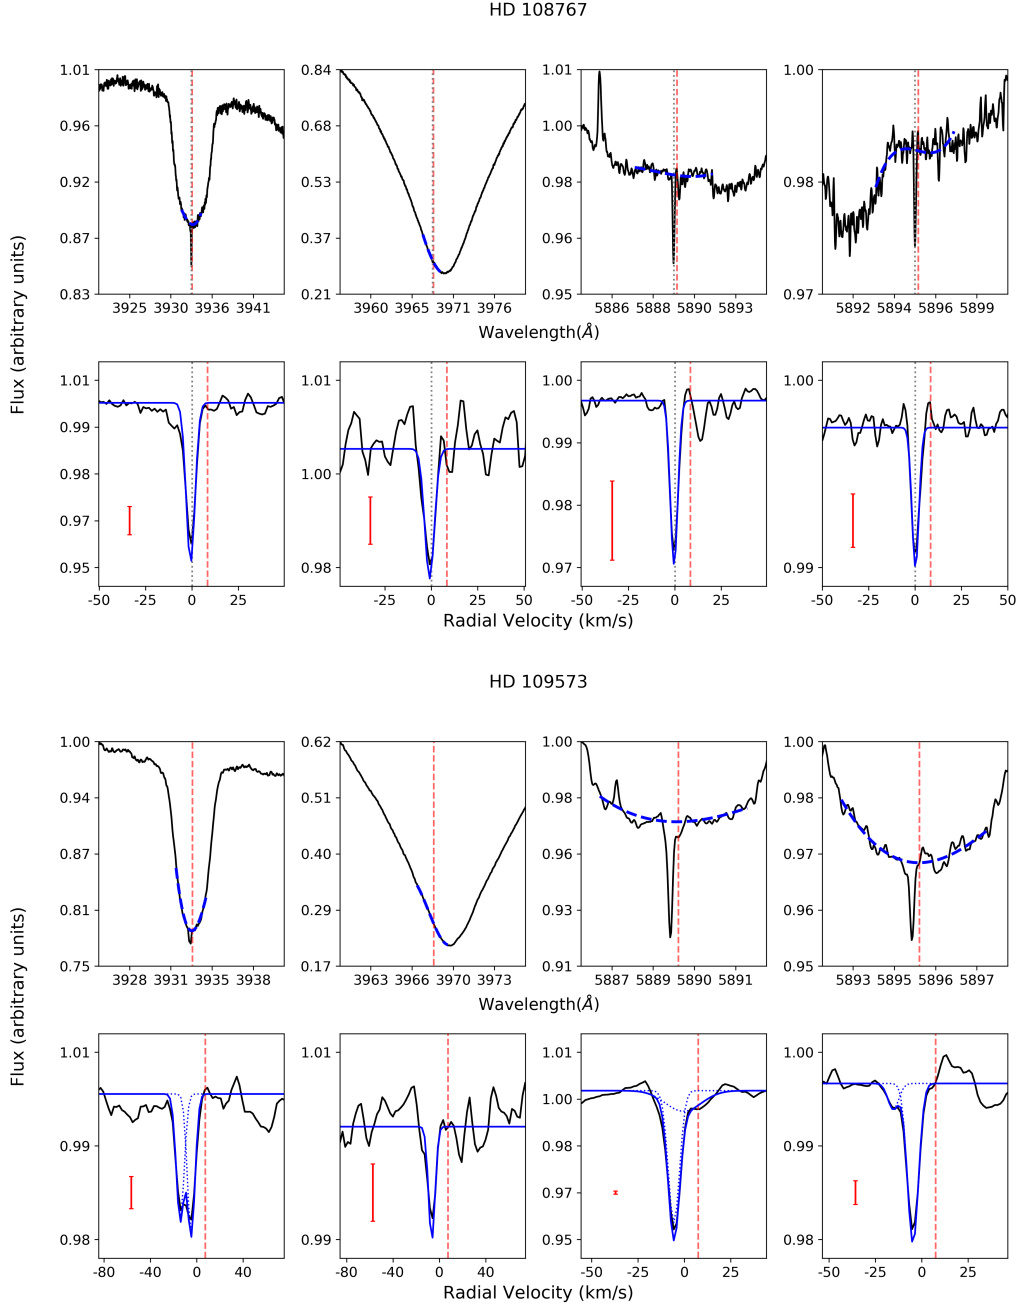 HD 108767
1.01
0.96
0.92
0.87
0.83
3925 3930 3936 3941
0.84
0.68
0.53
0.37
0.21
3960 3965 3971 3976
1.01
1.00
0.98
0.96
0.95
5886 5888 5890 5893
1.00
0.98
0.97
5892 5894 5896 5899
Wavelength(Å)
Flux (arbitrary units)
1.01
0.99
0.98
0.97
0.95
-50 -25 0 25
1.01
1.00
0.98
-25 0 25 50
1.00
0.99
0.98
0.97
-50 -25 0 25
1.00
0.99
-50 -25 0 25 50
Radial Velocity (km/s)
HD 109573
1.00
0.94
0.87
0.81
0.75
3928 3931 3935 3938
0.62
0.51
0.40
0.29
0.17
3963 3966 3970 3973
1.00
0.98
0.96
0.93
0.91
5887 5889 5890 5891
1.00
0.98
0.97
0.96
0.95
5893 5895 5896 5897
Wavelength(Å)
Flux (arbitrary units)
1.01
0.99
0.98
-80 -40 0 40
1.01
0.99
-80 -40 0 40
1.01
1.00
0.98
0.97
0.95
-50 -25 0 25
1.00
0.99
0.98
-50 -25 0 25
Radial Velocity (km/s)